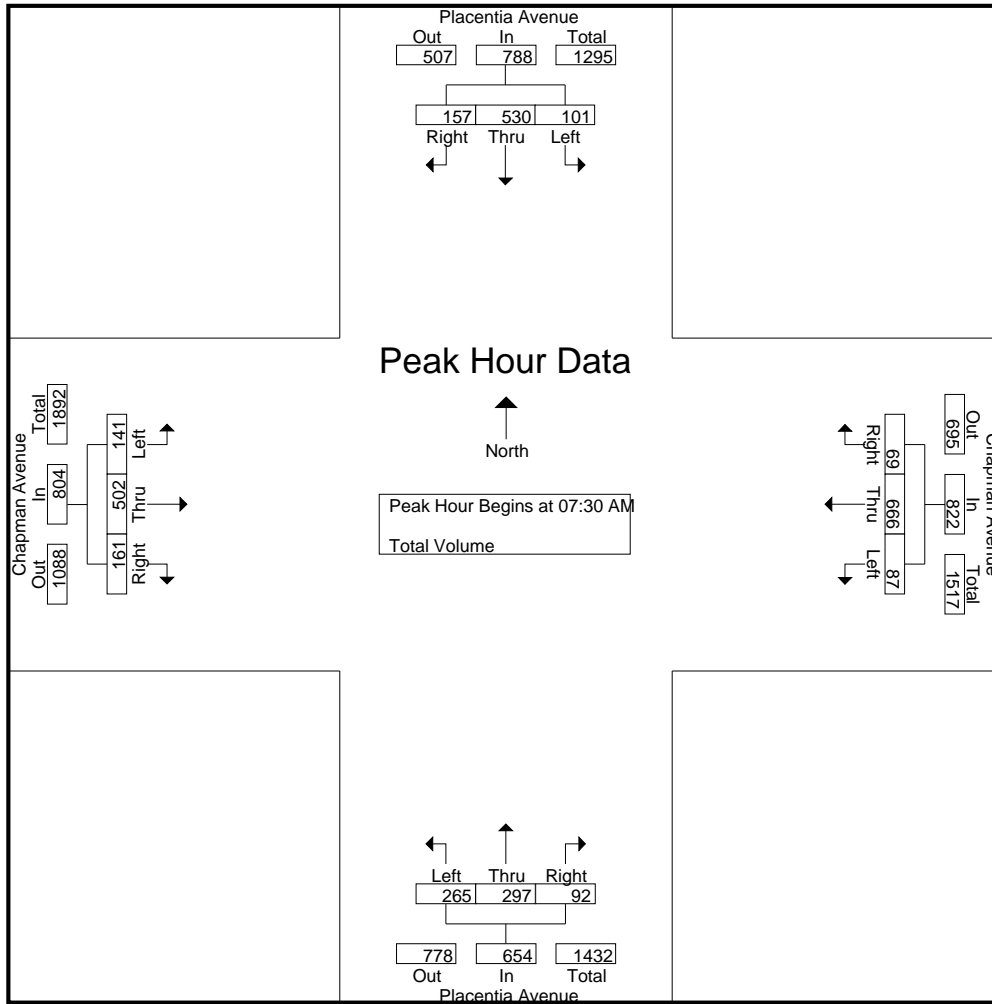 Placentia Avenue
Out In Total
507 788 1295
157 530 101
Right Thru Left
Peak Hour Data
North
Peak Hour Begins at 07:30 AM
Total Volume
Chapman Avenue
Total In Out
1892 804 1088
141 502 161
Left Thru Right
Right Thru Left
69 666 87
695 822 1517
Out In Total
Chapman Avenue
Left Thru Right
265 297 92
778 654 1432
Out In Total
Placentia Avenue